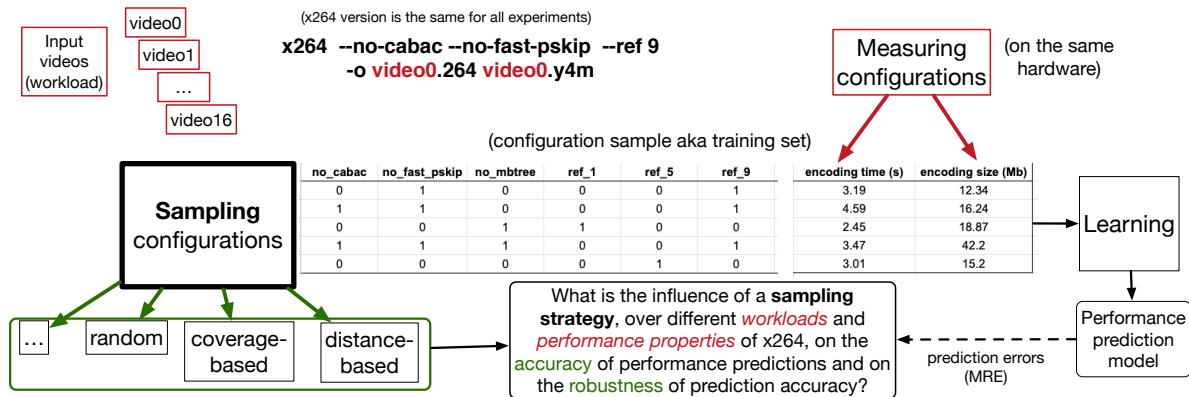 (x264 version is the same for all experiments)
x264 --no-cabac --no-fast-pskip --ref 9
-o video0.264 video0.y4m
Input
videos
(workload)
video0
video1
…
video16
Measuring
configurations
(on the same
hardware)
(configuration sample aka training set)
Sampling
configurations
no_cabac no_fast_pskip no_mbtree ref_1 ref_5 ref_9 encoding time (s) encoding size (Mb)
0 1 0 0 0 1 3.19 12.34
1 1 0 0 0 1 4.59 16.24
0 0 1 1 0 0 2.45 18.87
1 1 1 0 0 1 3.47 42.2
0 0 0 0 1 0 3.01 15.2
Learning
…
random
coverage-
based
distance-
based
What is the influence of a sampling
strategy, over different workloads and
performance properties of x264, on the
accuracy of performance predictions and on
the robustness of prediction accuracy?
prediction errors
(MRE)
Performance
prediction
model